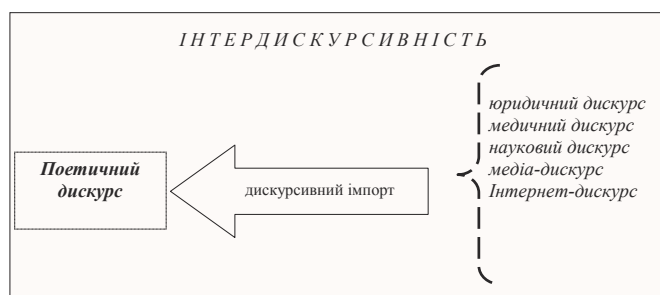 ІНТЕРДИСКУРСИВНІСТЬ
Поетичний
дискурс
дискурсивний імпорт
юридичний дискурс
медичний дискурс
науковий дискурс
медіа-дискурс
Інтернет-дискурс